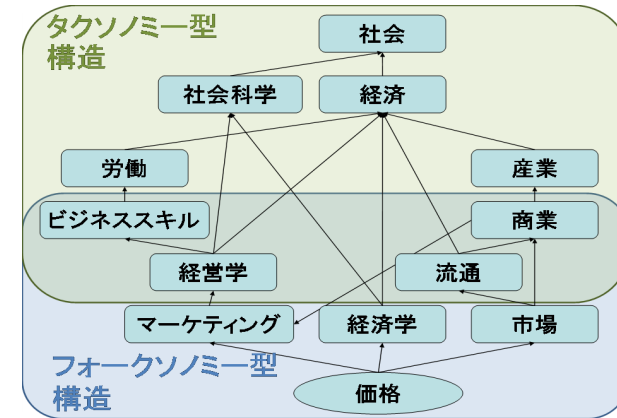 タクソノミー型
構造
社会
社会科学
経済
労働
産業
ビジネススキル
商業
経営学
流通
マーケティング
経済学
市場
フォークソノミー型
構造
価格